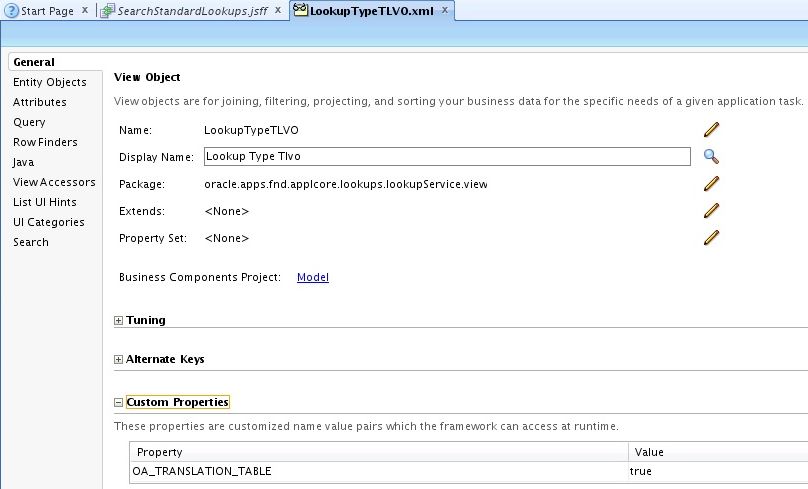 Start Page x SearchStandardLookups.jsff x LookupTypeTLVO.xml x
General
Entity Objects
Attributes
Query
Row Finders
Java
View Accessors
List UI Hints
UI Categories
Search
View Object
View objects are for joining, filtering, projecting, and sorting your business data for the specific needs of a given application task.
Name: LookupTypeTLVO
Display Name: Lookup Type Tlvo
Package: oracle.apps.fnd.applcore.lookups.lookupService.view
Extends: <None>
Property Set: <None>
Business Components Project: Model
Tuning
Alternate Keys
Custom Properties
These properties are customized name value pairs which the framework can access at runtime.
Property Value
OA_TRANSLATION_TABLE true